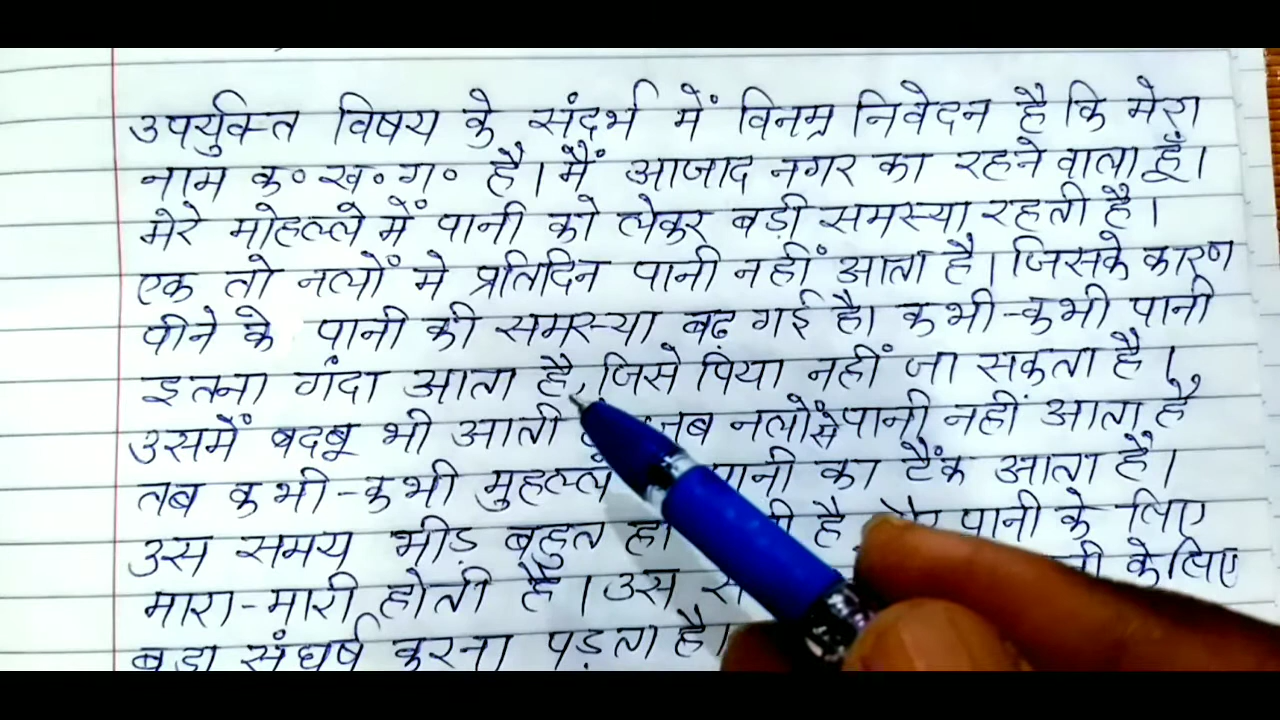 उपर्युक्त विषय के संदर्भ में विनम्र निवेदन है कि मेरा
नाम क॰ ख॰ ग॰ है। मैं आजाद नगर का रहने वाला हूँ।
मेरे मोहल्ले में पानी को लेकर बड़ी समस्या रहती है।
एक तो नलों मे प्रतिदिन पानी नहीं आता है। जिसके कारण
पीने के पानी की समस्या बढ़ गई है। कभी-कभी पानी
इतना गंदा आता है, जिसे पिया नहीं जा सकता है।
उसमें बदबू भी आती जब नलों से पानी नहीं आता है
तब कभी-कभी मुहल्ले पानी का टैंक आता है।
उस समय भीड़ बहुत हो है पानी के लिए
मारा-मारी होती है। उस के लिए
बड़ा संघर्ष करना पड़ता है।